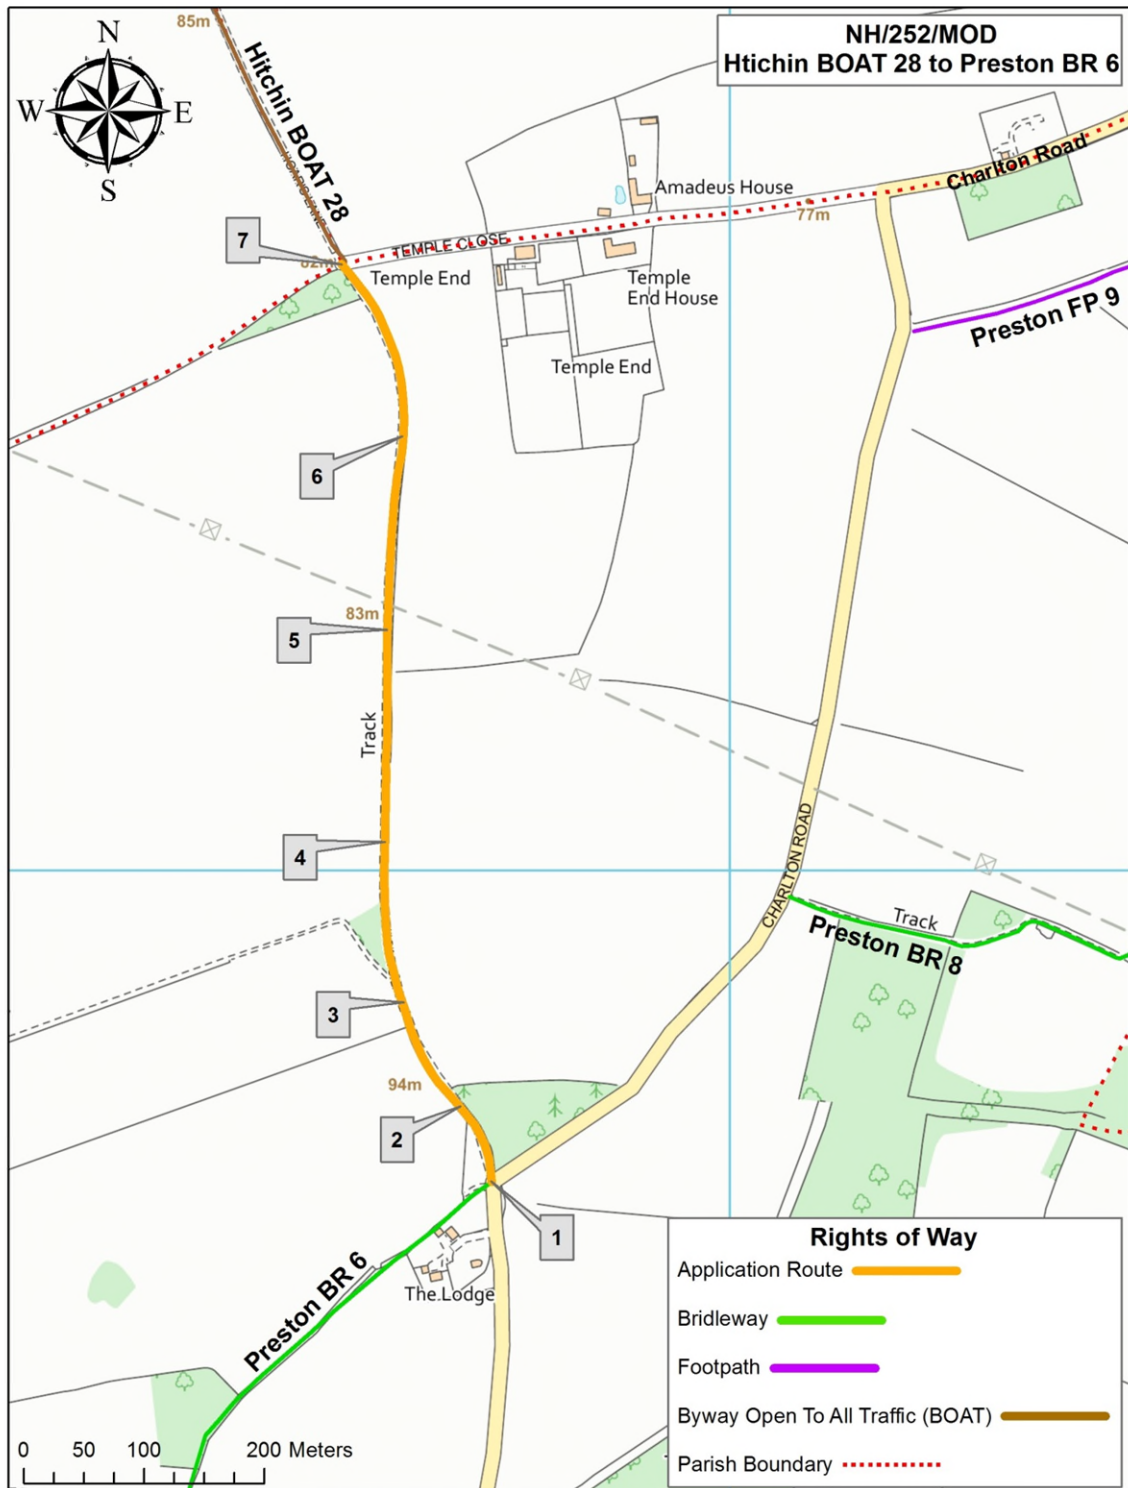 85m
N
W
E
S
NH/252/MOD
Htichin BOAT 28 to Preston BR 6
Hitchin BOAT 28
Charlton Road
Amadeus House
77m
7
TEMPLE CLOSE
82m
Temple End
Temple
End House
Preston FP 9
Temple End
6
83m
5
Track
4
CHARLTON ROAD
Track
Preston BR 8
3
94m
2
1
Preston BR 6
The Lodge
Rights of Way
Application Route
Bridleway
Footpath
Byway Open To All Traffic (BOAT)
Parish Boundary
0 50 100 200 Meters